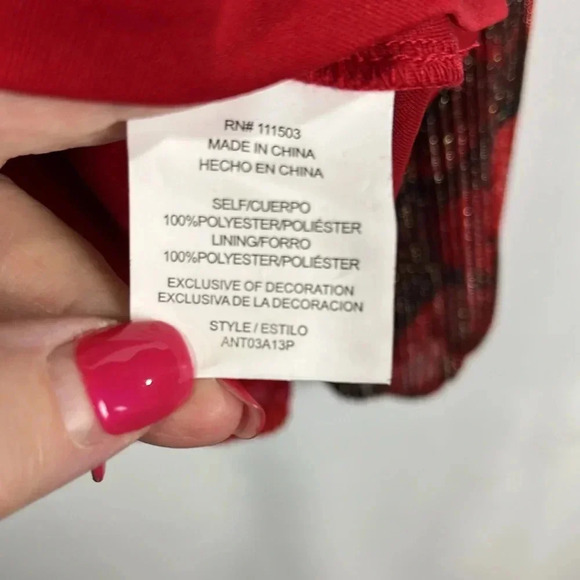 RN# 111503
MADE IN CHINA
HECHO EN CHINA
SELF/CUERPO
100%POLYESTER/POLIÉSTER
LINING/FORRO
100%POLYESTER/POLIÉSTER
EXCLUSIVE OF DECORATION
EXCLUSIVA DE LA DECORACION
STYLE / ESTILO
ANT03A13P